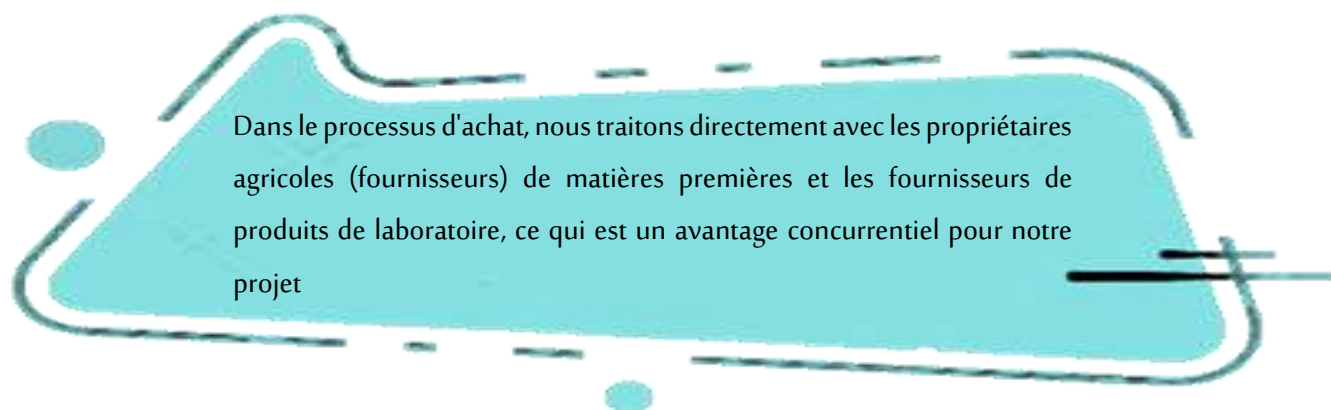 Dans le processus d'achat, nous traitons directement avec les propriétaires
agricoles (fournisseurs) de matières premières et les fournisseurs de
produits de laboratoire, ce qui est un avantage concurrentiel pour notre
projet